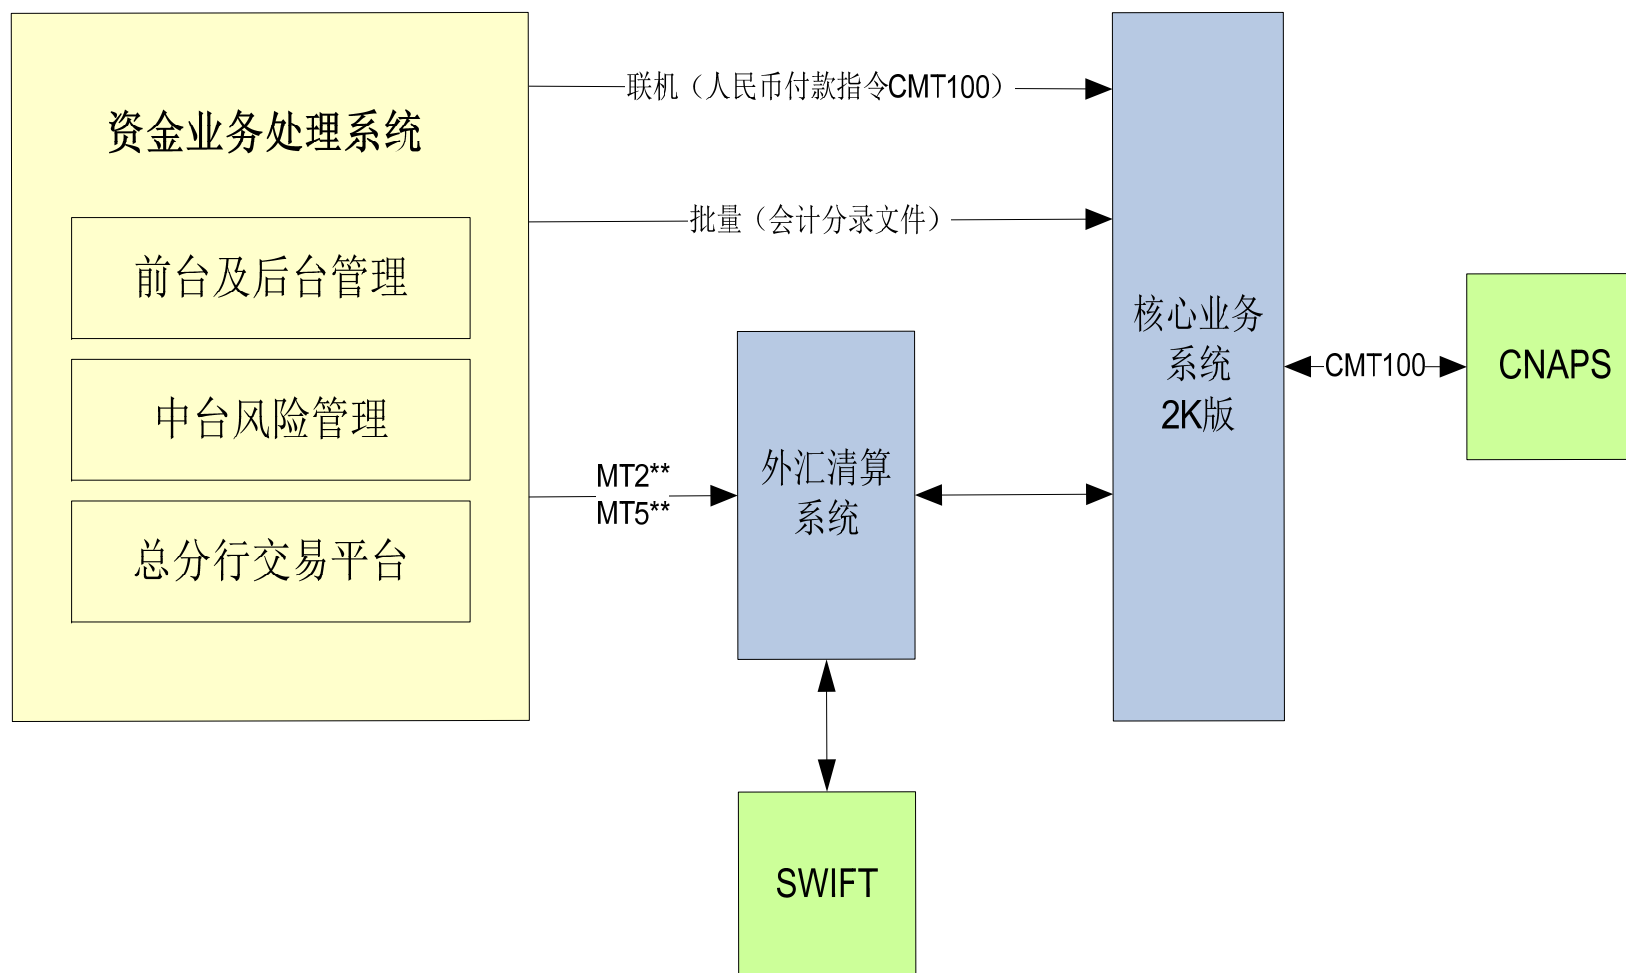 资金业务处理系统
前台及后台管理
中台风险管理
总分行交易平台
联机（人民币付款指令CMT100）
批量（会计分录文件）
MT2**
MT5**
外汇清算
系统
核心业务
系统
2K版
CMT100
CNAPS
SWIFT